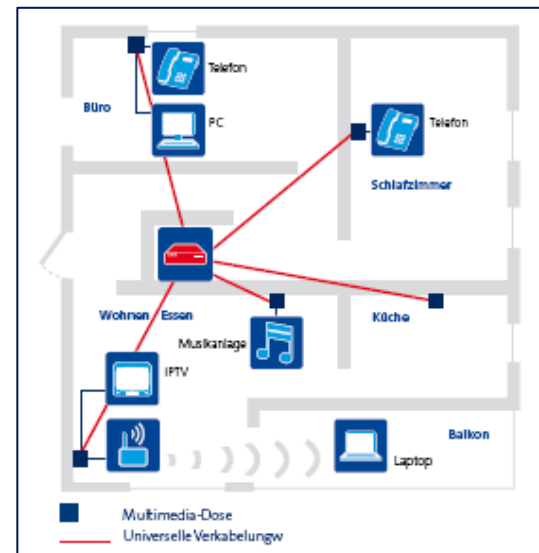 Telefon
Büro
PC
Telefon
Schlafzimmer
Wohnen / Essen
Küche
Musikanlage
IPTV
Balkon
Laptop
Multimedia-Dose
Universelle Verkabelungw